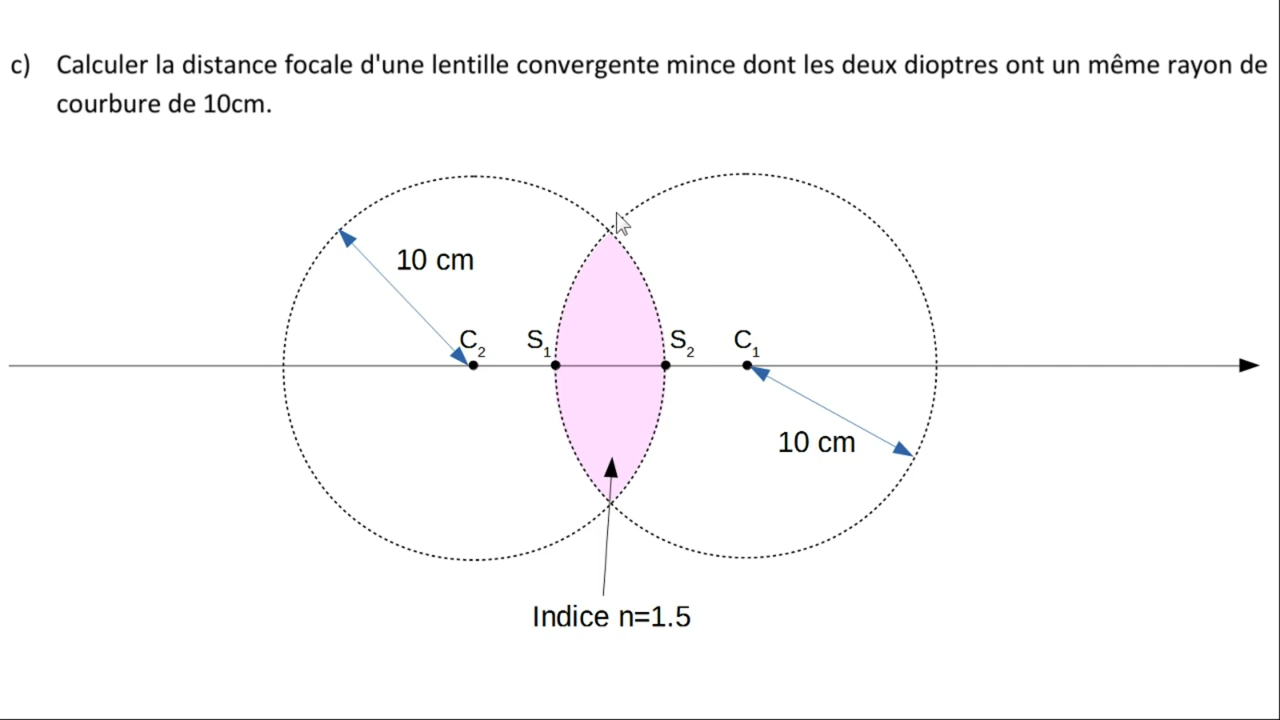 c) Calculer la distance focale d'une lentille convergente mince dont les deux dioptres ont un même rayon de
courbure de 10cm.
10 cm
C2 S1 S2 C1
10 cm
Indice n=1.5